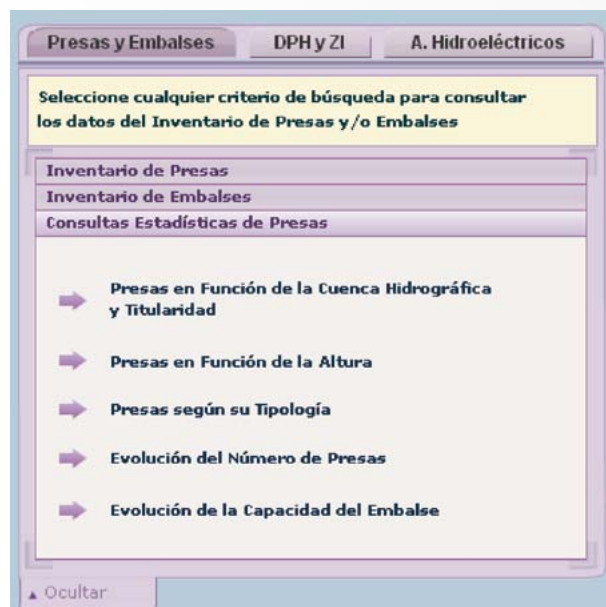 Presas y Embalses DPH y ZI A. Hidroeléctricos
Seleccione cualquier criterio de búsqueda para consultar
los datos del Inventario de Presas y/o Embalses
Inventario de Presas
Inventario de Embalses
Consultas Estadísticas de Presas
Presas en Función de la Cuenca Hidrográfica
y Titularidad
Presas en Función de la Altura
Presas según su Tipología
Evolución del Número de Presas
Evolución de la Capacidad del Embalse
Ocultar